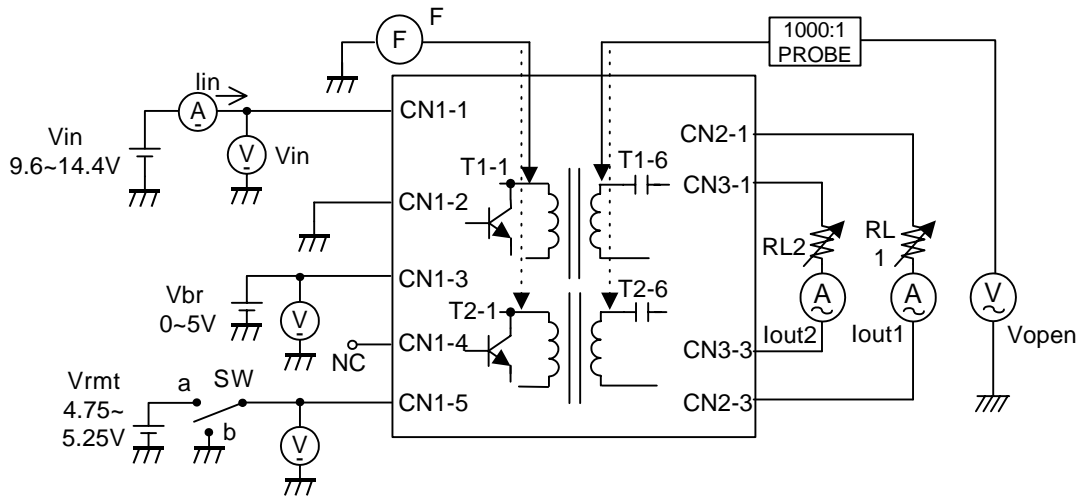 F
F
1000:1
PROBE
Iin
A
CN1-1
Vin
9.6~14.4V
V
Vin
CN2-1
T1-1
T1-6
CN3-1
CN1-2
RL2
RL
1
CN1-3
Vbr
0~5V
V
T2-1
T2-6
A
A
V
Iout2
Iout1
Vopen
NC
CN1-4
CN3-3
Vrmt
4.75~
5.25V
a
SW
b
CN1-5
CN2-3
V